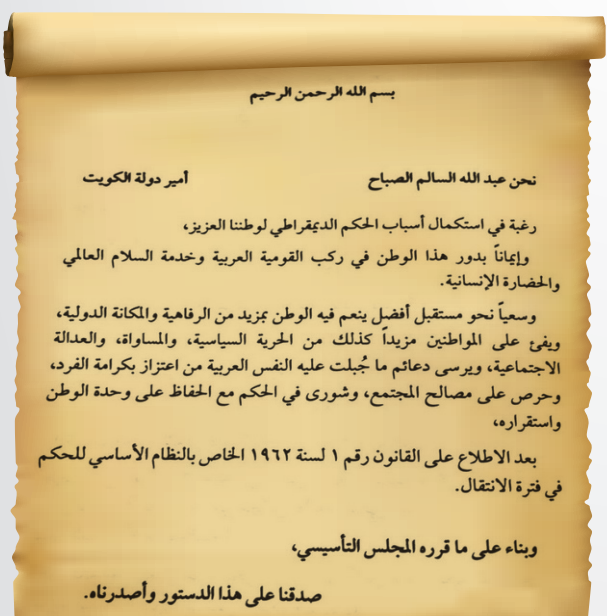 بسم الله الرحمن الرحيم
نحن عبد الله السالم الصباح أمير دولة الكويت
رغبة في استكمال أسباب الحكم الديمقراطي لوطننا العزيز،
وإيماناً بدور هذا الوطن في ركب القومية العربية وخدمة السلام العالمي
والحضارة الإنسانية.
وسعياً نحو مستقبل أفضل ينعم فيه الوطن بمزيد من الرفاهية والمكانة الدولية،
ويفئ على المواطنين مزيداً كذلك من الحرية السياسية، والمساواة، والعدالة
الاجتماعية، ويرسى دعائم ما جُبلت عليه النفس العربية من اعتزاز بكرامة الفرد،
وحرص على مصالح المجتمع، وشورى في الحكم مع الحفاظ على وحدة الوطن
واستقراره،
بعد الاطلاع على القانون رقم ١ لسنة ١٩٦٢ الخاص بالنظام الأساسي للحكم
في فترة الانتقال.
وبناء على ما قرره المجلس التأسيسي،
صدقنا على هذا الدستور وأصدرناه.